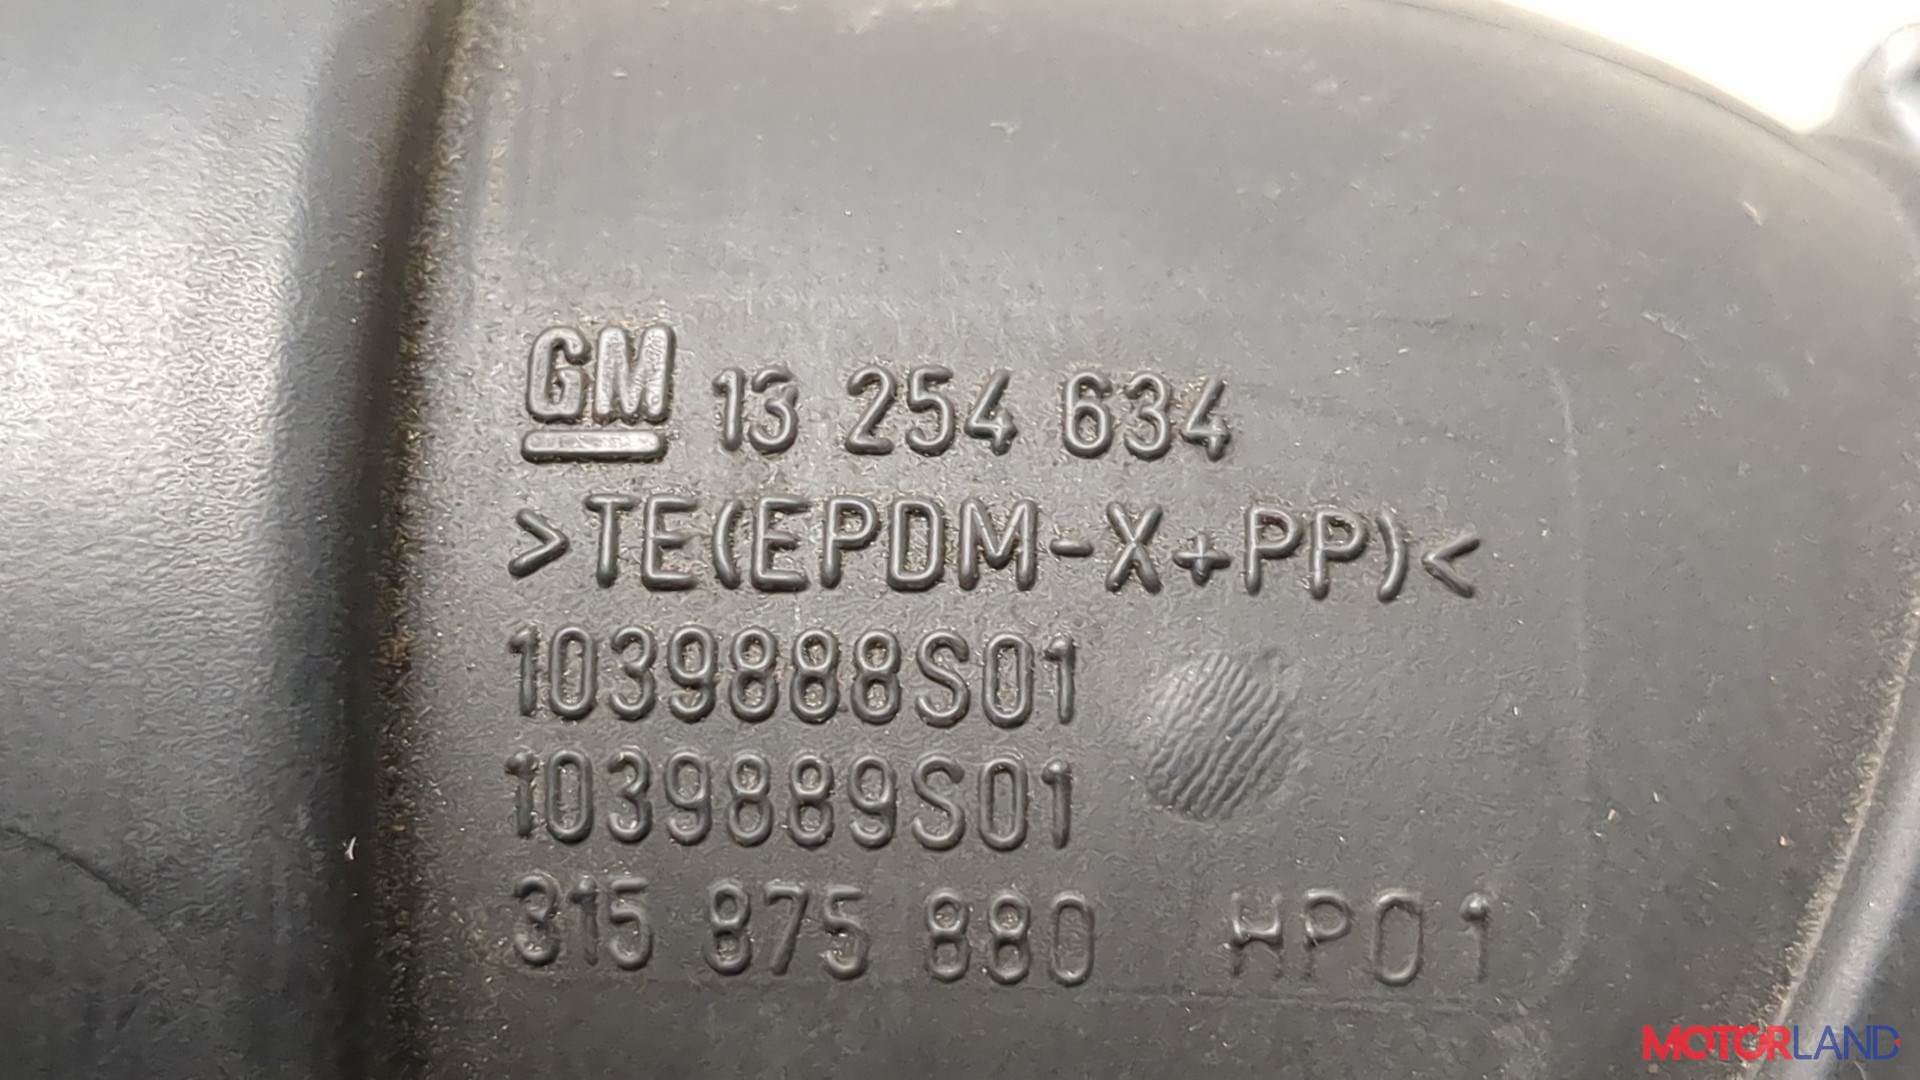 GM 13 254 634
>TE(EPDM-X+PP)<
1039888S01
1039889S01
315 875 880 HP01
MOTORLAND